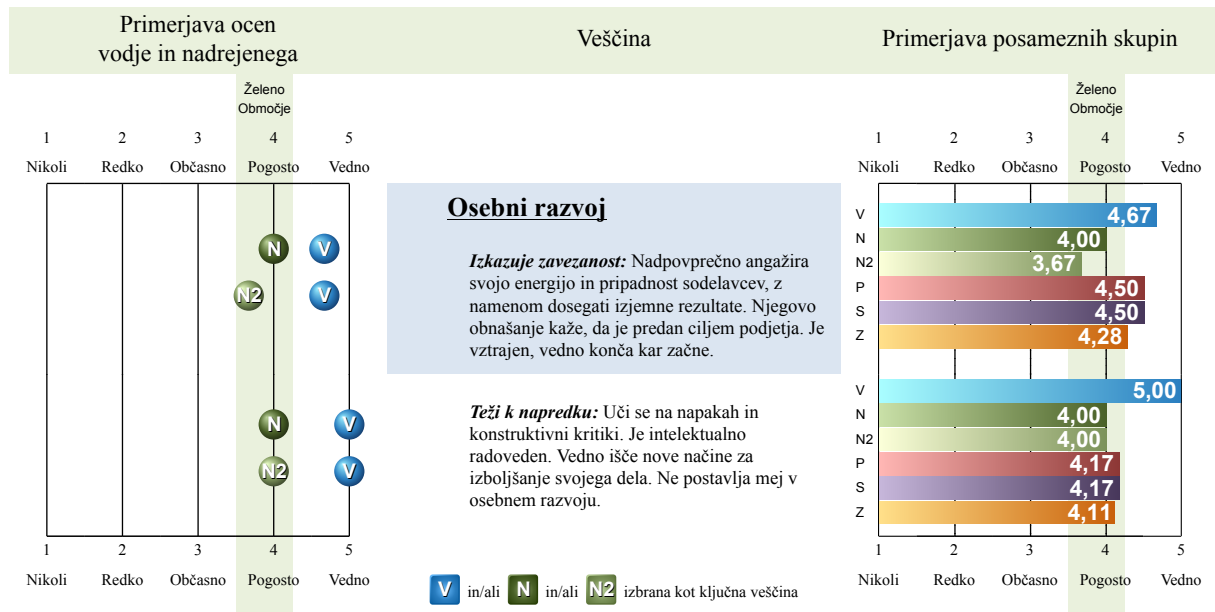 Primerjava ocen
vodje in nadrejenega
Veščina
Primerjava posameznih skupin
Želeno
Območje
1 2 3 4 5
Nikoli Redko Občasno Pogosto Vedno
N V
N2 V
N V
N2 V
1 2 3 4 5
Nikoli Redko Občasno Pogosto Vedno
Osebni razvoj
Izkazuje zavezanost: Nadpovprečno angažira
svojo energijo in pripadnost sodelavcev, z
namenom dosegati izjemne rezultate. Njegovo
obnašanje kaže, da je predan ciljem podjetja. Je
vztrajen, vedno konča kar začne.
Teži k napredku: Uči se na napakah in
konstruktivni kritiki. Je intelektualno
radoveden. Vedno išče nove načine za
izboljšanje svojega dela. Ne postavlja mej v
osebnem razvoju.
V in/ali N in/ali N2 izbrana kot ključna veščina
Želeno
Območje
1 2 3 4 5
Nikoli Redko Občasno Pogosto Vedno
V 4,67
N 4,00
N2 3,67
P 4,50
S 4,50
Z 4,28
V 5,00
N 4,00
N2 4,00
P 4,17
S 4,17
Z 4,11
1 2 3 4 5
Nikoli Redko Občasno Pogosto Vedno